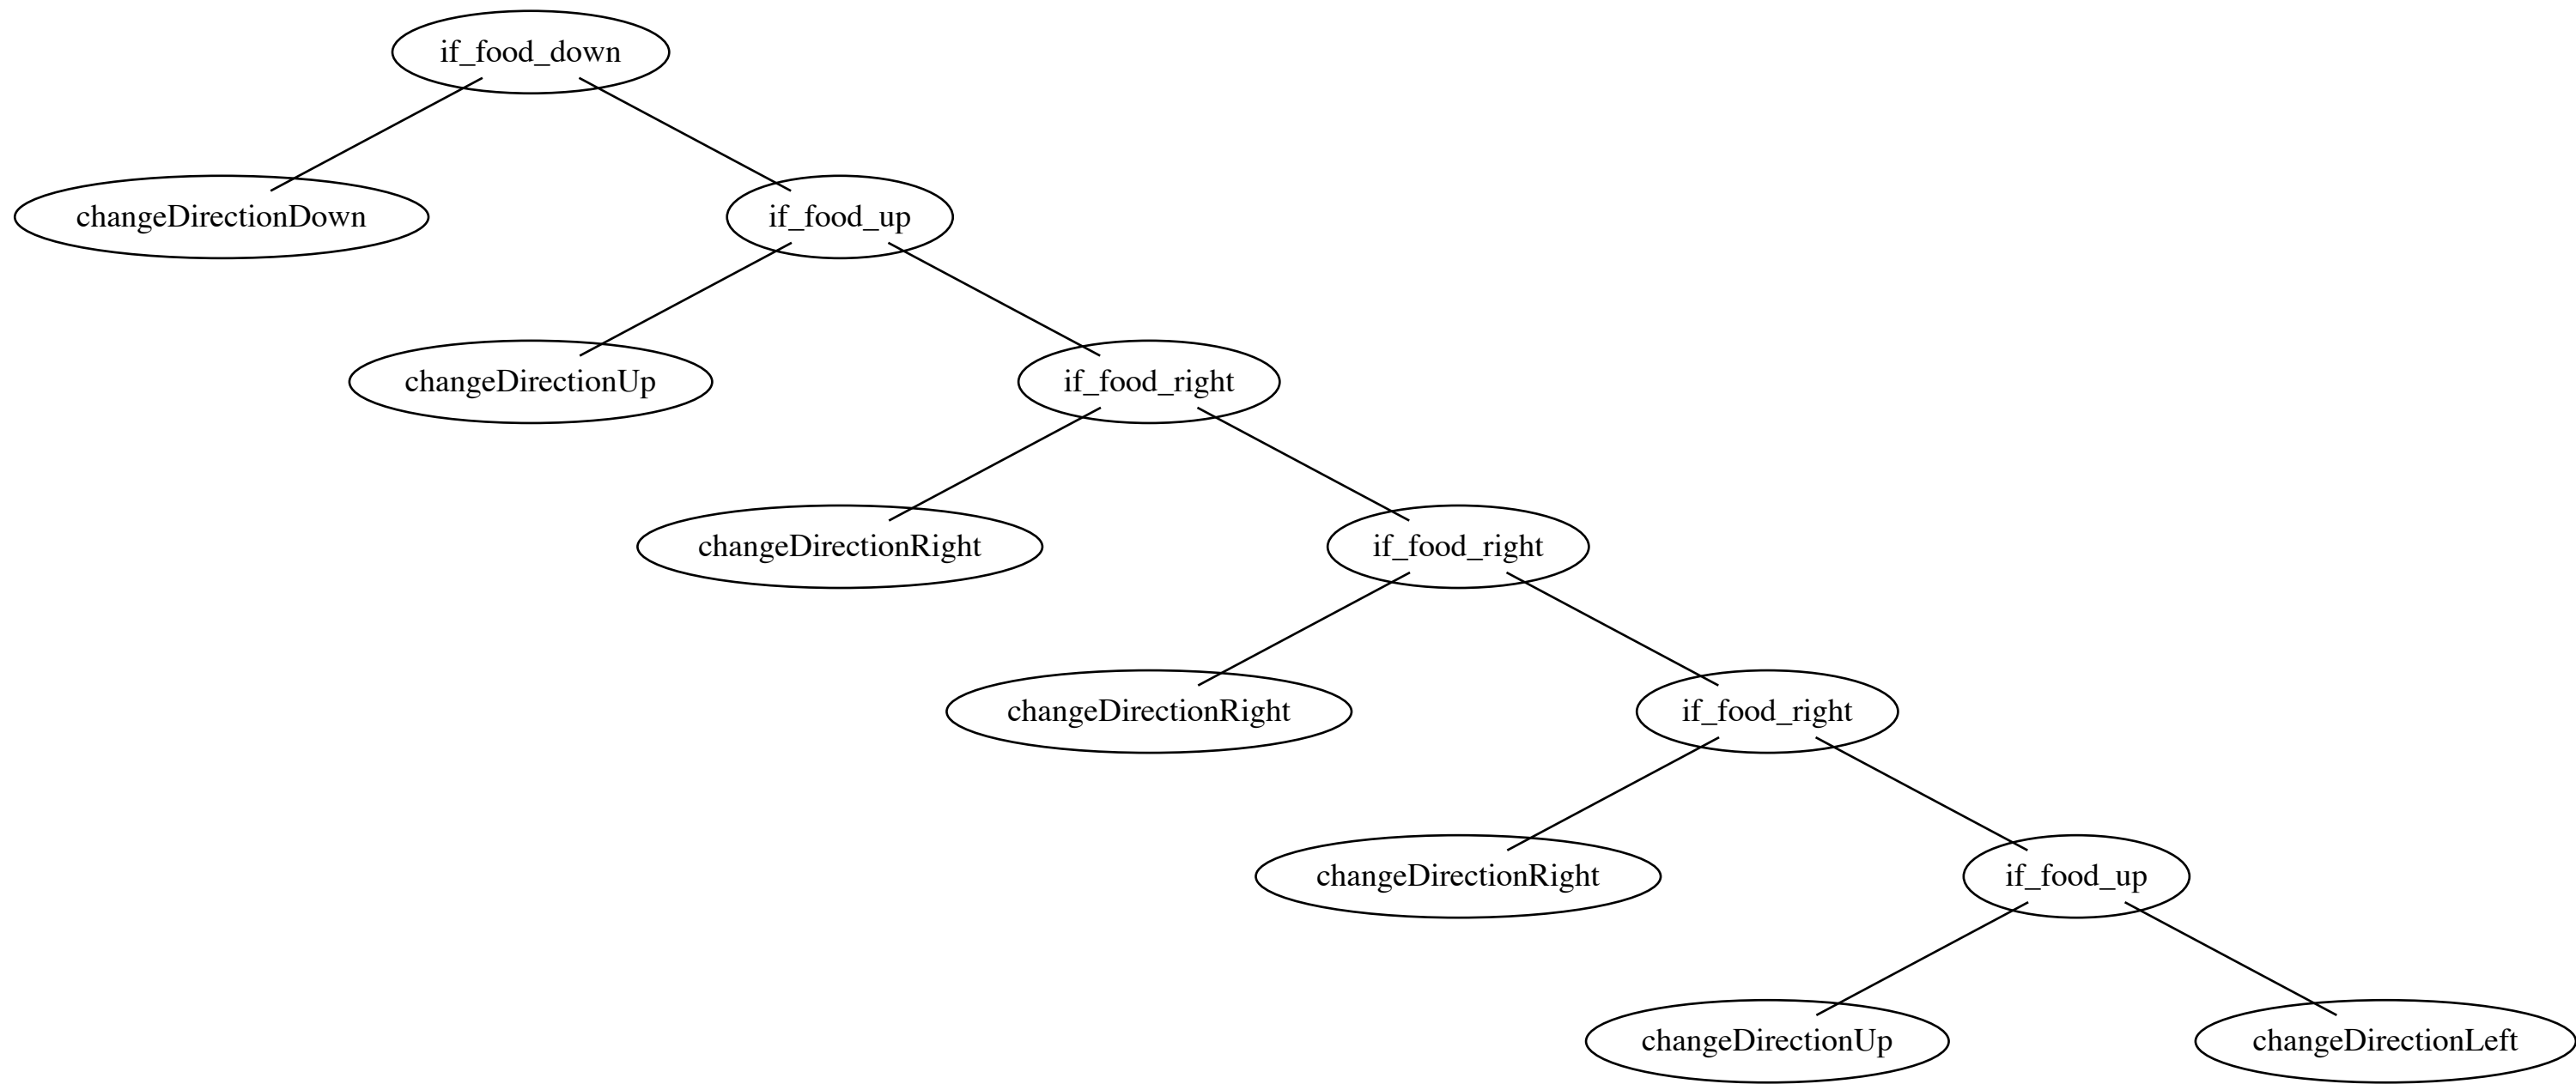 if_food_down
changeDirectionDown
if_food_up
changeDirectionUp
if_food_right
changeDirectionRight
if_food_right
changeDirectionRight
if_food_right
changeDirectionRight
if_food_up
changeDirectionUp
changeDirectionLeft